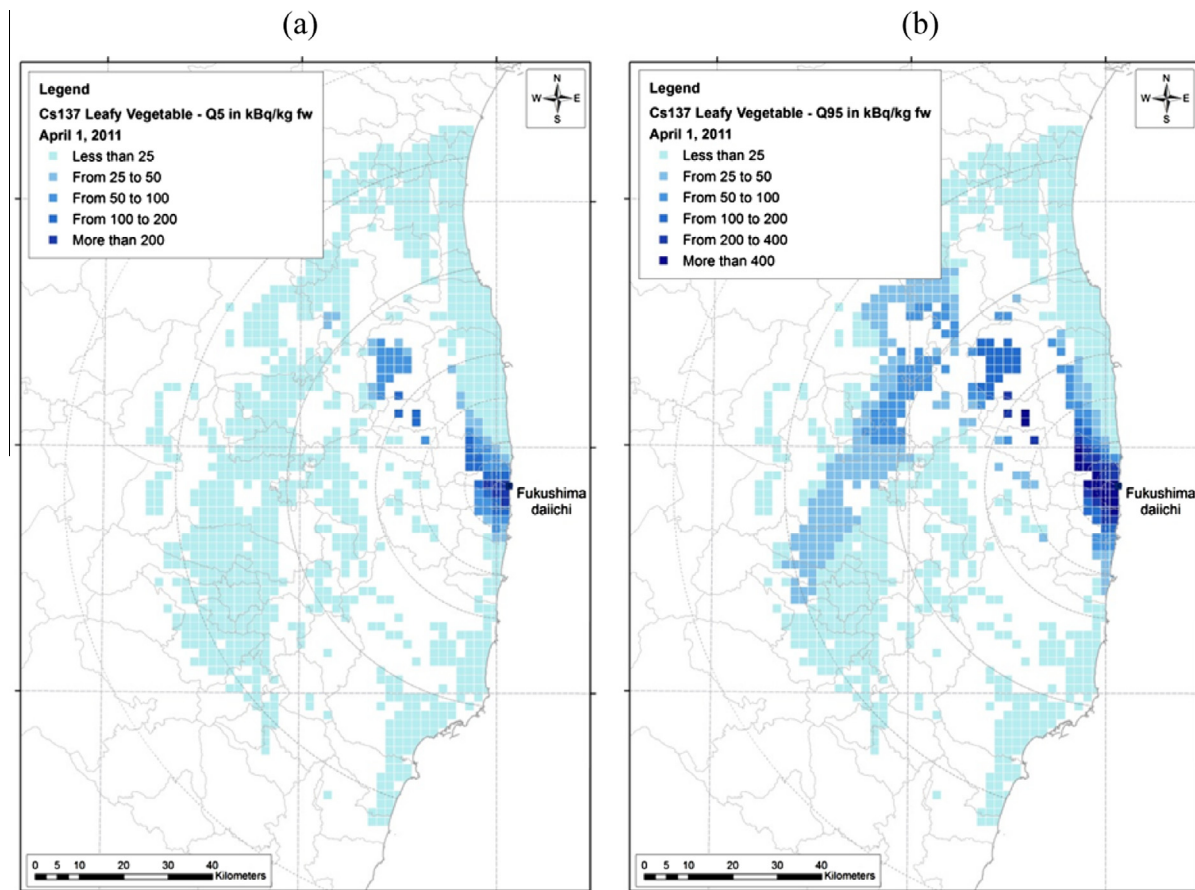 (a)
Legend
Cs137 Leafy Vegetable - Q5 in kBq/kg fw
April 1, 2011
Less than 25
From 25 to 50
From 50 to 100
From 100 to 200
More than 200
N
W E
S
Fukushima
daiichi
0 2.5 5 10 20 30 40
Kilometers
(b)
Legend
Cs137 Leafy Vegetable - Q95 in kBq/kg fw
April 1, 2011
Less than 25
From 25 to 50
From 50 to 100
From 100 to 200
From 200 to 400
More than 400
N
W E
S
Fukushima
daiichi
0 2.5 5 10 20 30 40
Kilometers